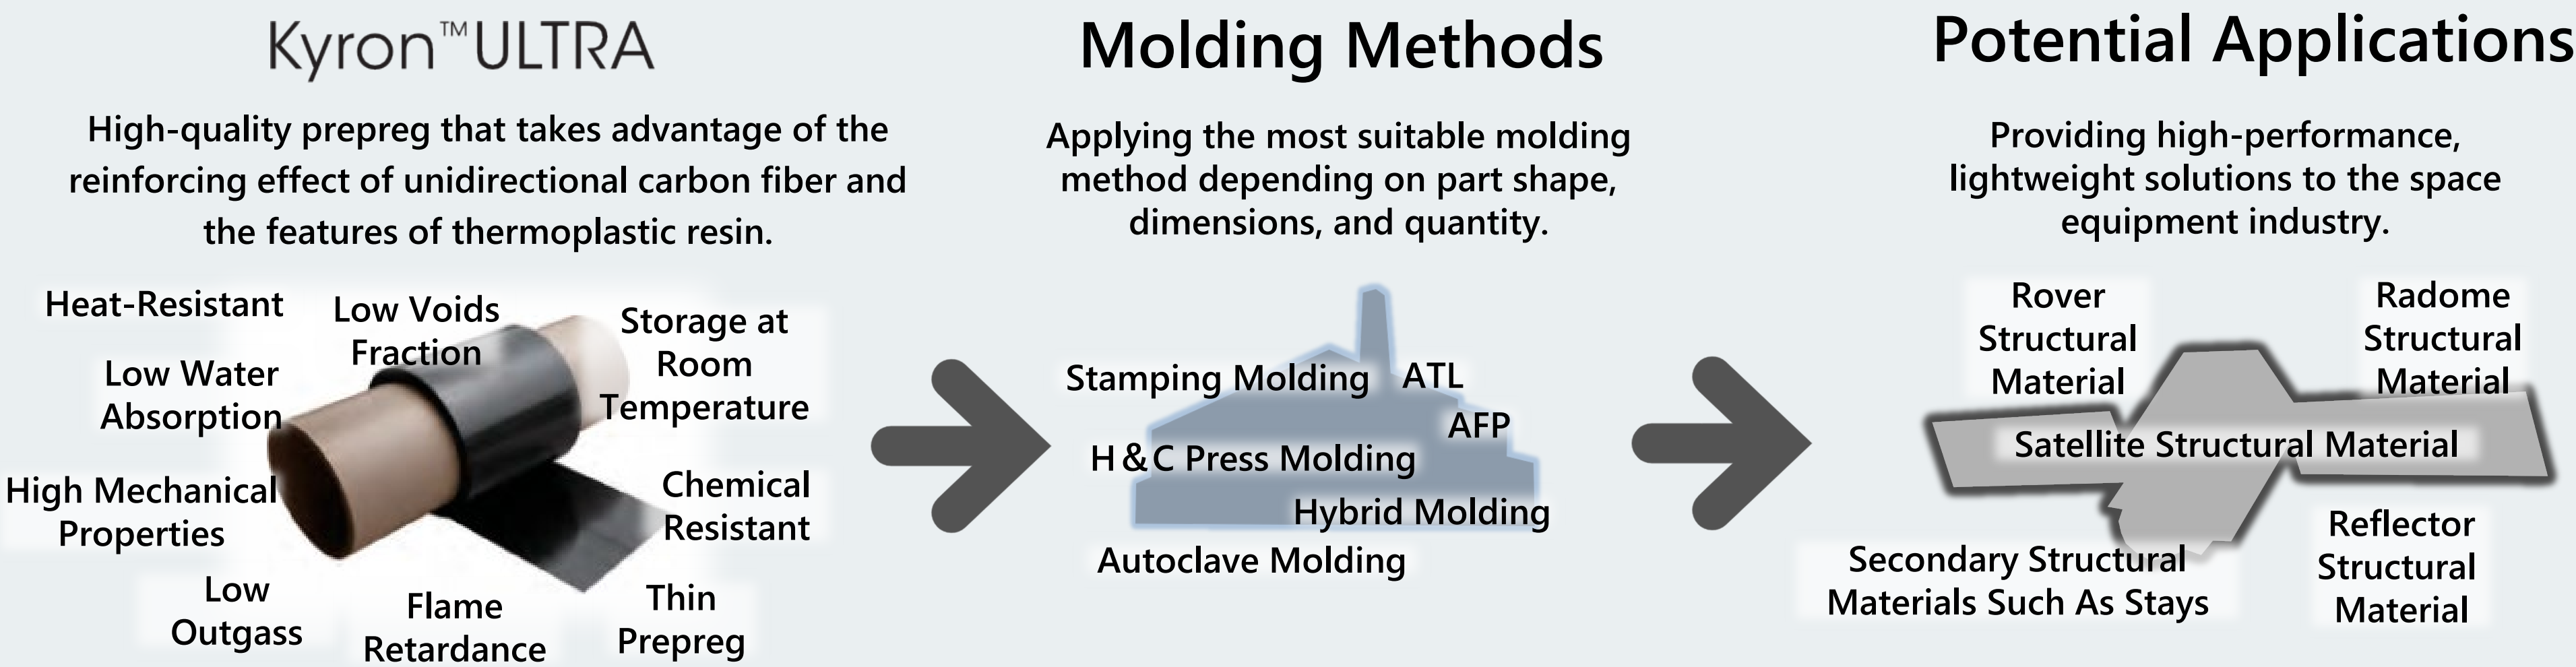 Kyron™ULTRA
High-quality prepreg that takes advantage of the
reinforcing effect of unidirectional carbon fiber and
the features of thermoplastic resin.
Heat-Resistant
Low Voids
Fraction
Storage at
Room
Temperature
Low Water
Absorption
High Mechanical
Properties
Chemical
Resistant
Low
Outgass
Flame
Retardance
Thin
Prepreg
Molding Methods
Applying the most suitable molding
method depending on part shape,
dimensions, and quantity.
Stamping Molding
ATL
AFP
H&C Press Molding
Hybrid Molding
Autoclave Molding
Potential Applications
Providing high-performance,
lightweight solutions to the space
equipment industry.
Rover
Structural
Material
Radome
Structural
Material
Satellite Structural Material
Secondary Structural
Materials Such As Stays
Reflector
Structural
Material